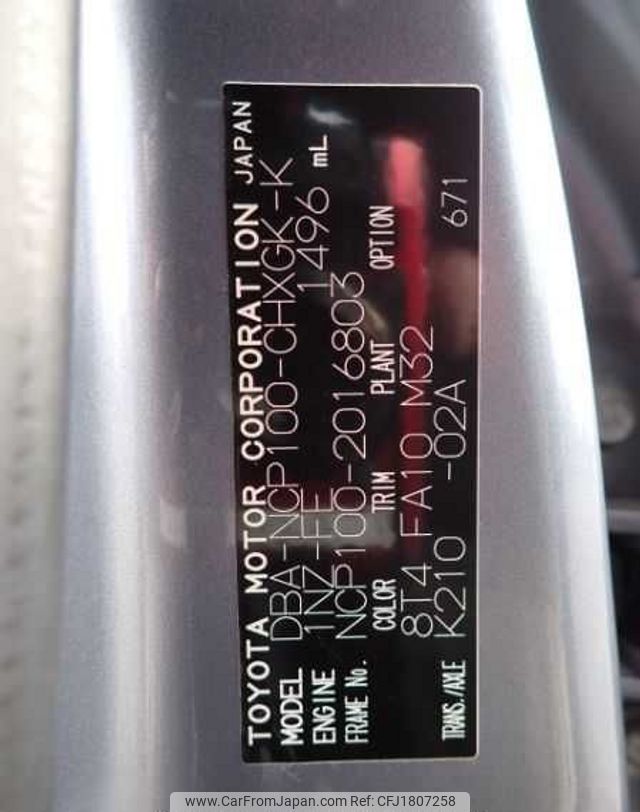 TOYOTA MOTOR CORPORATION JAPAN
MODEL DBA-NCP100-CHXGK-K
ENGINE 1NZ-FE 1496 mL
FRAME No. NCP100-2016803
COLOR TRIM PLANT OPTION
8T4 FA10 M32
TRANS./AXLE K210 -02A 671
www.CarFromJapan.com Ref: CFJ1807258